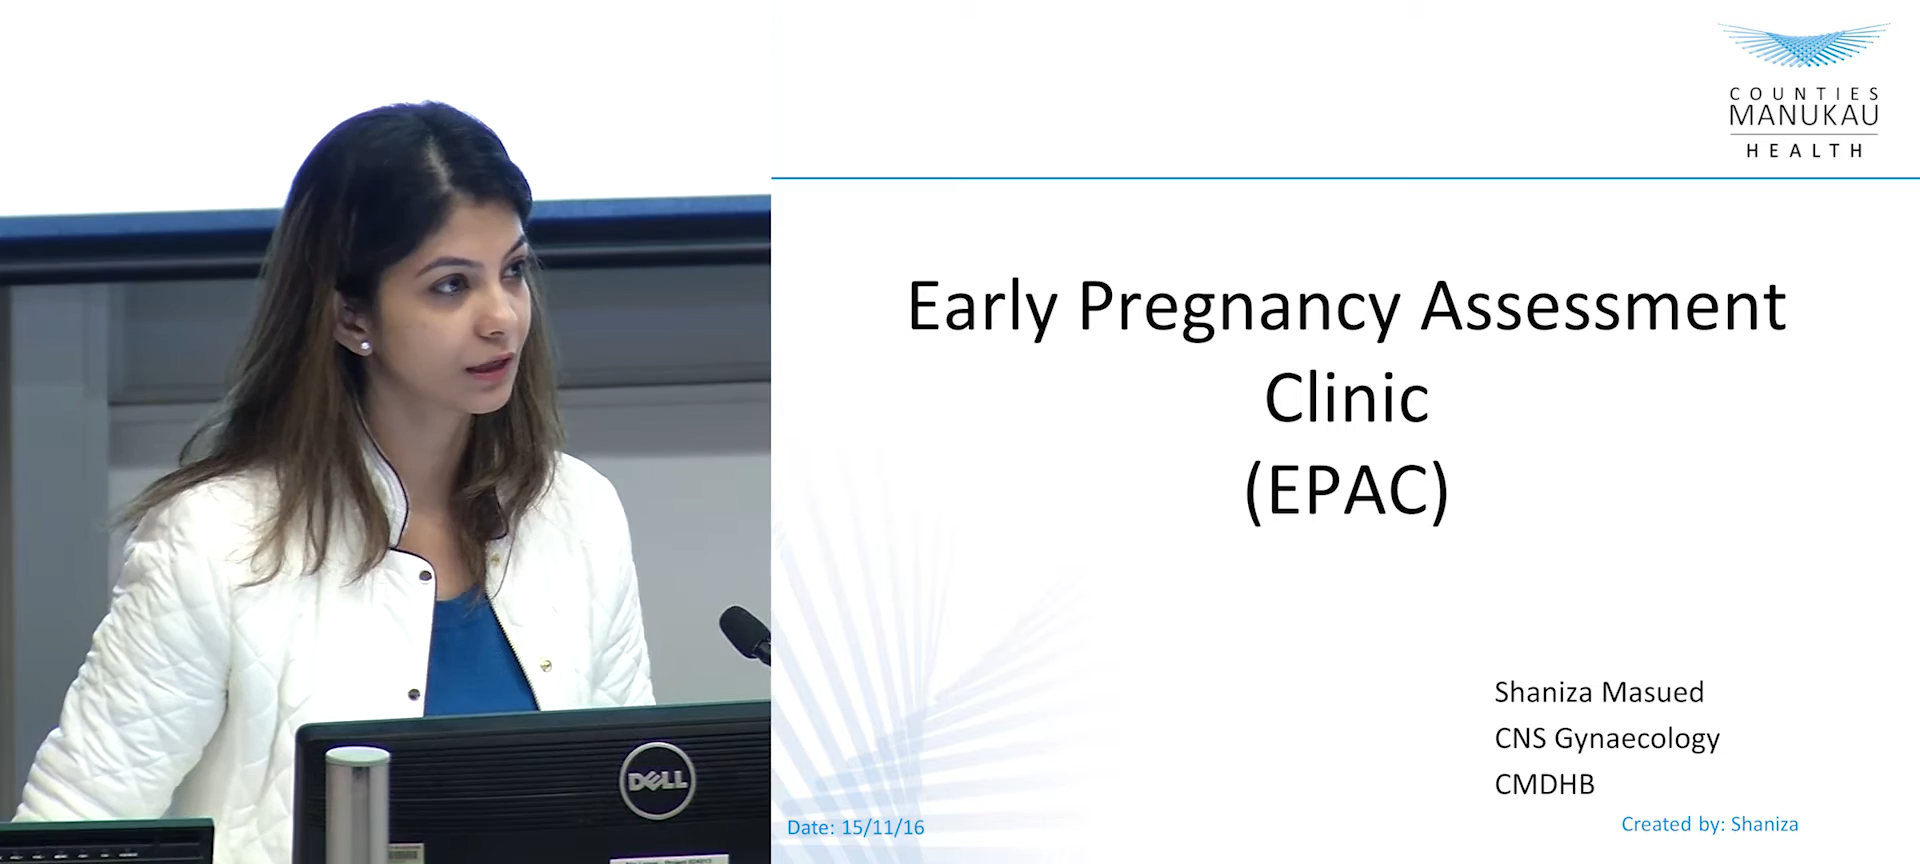 COUNTIES
MANUKAU
HEALTH
Early Pregnancy Assessment
Clinic
(EPAC)
Shaniza Masued
CNS Gynaecology
CMDHB
Date: 15/11/16
Created by: Shaniza
DELL